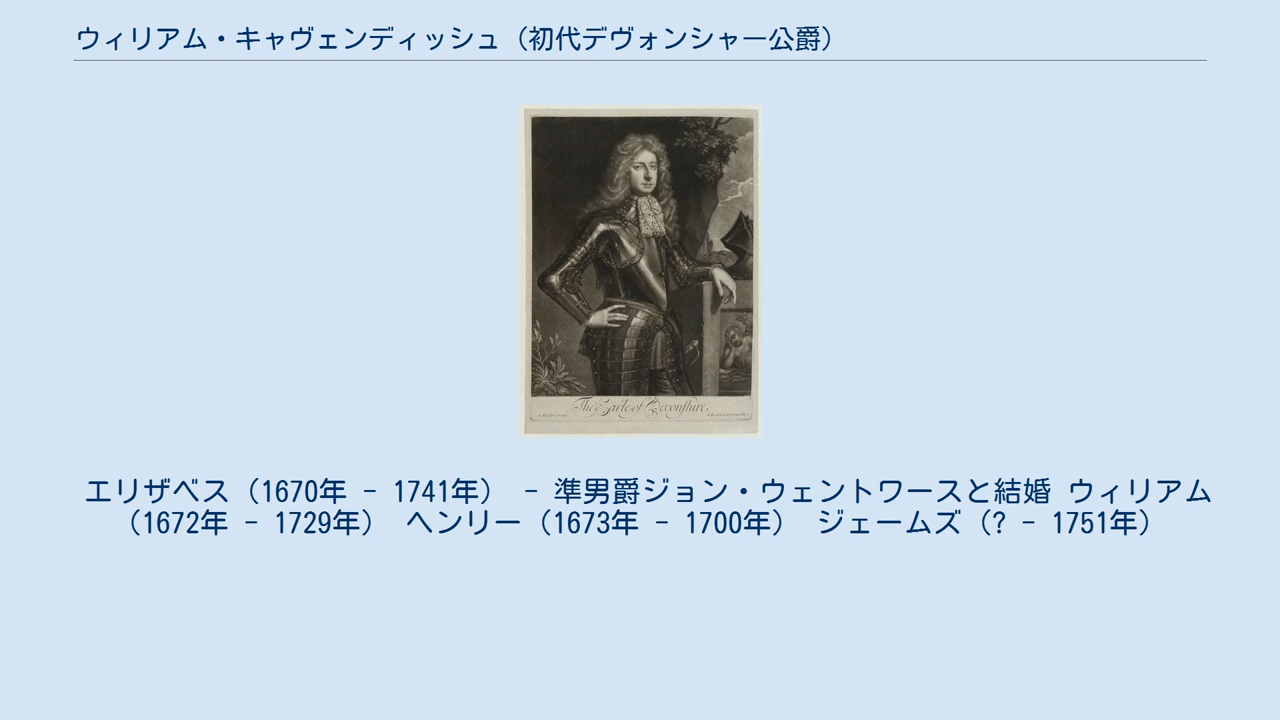 ウィリアム・キャヴェンディッシュ（初代デヴォンシャー公爵）
The Earle of Devonshire.
エリザベス（1670年 - 1741年） - 準男爵ジョン・ウェントワースと結婚 ウィリアム
（1672年 - 1729年） ヘンリー（1673年 - 1700年） ジェームズ（? - 1751年）